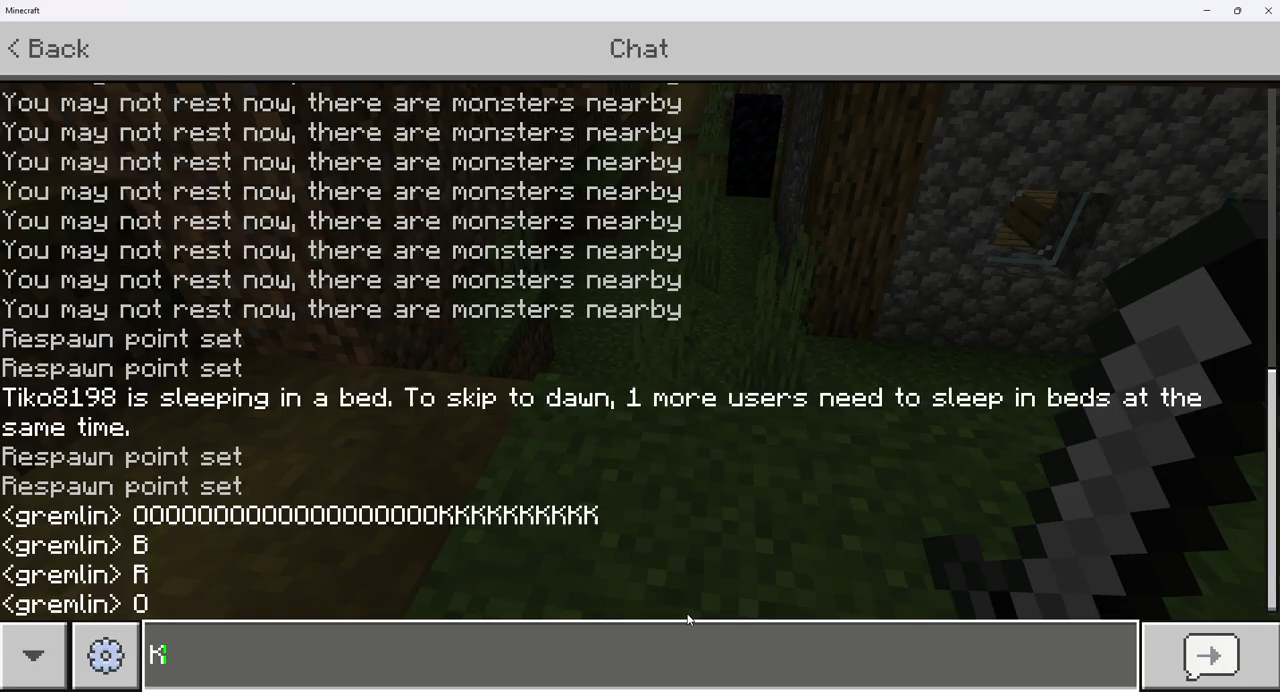 Minecraft
< Back
Chat
You may not rest now, there are monsters nearby
You may not rest now, there are monsters nearby
You may not rest now, there are monsters nearby
You may not rest now, there are monsters nearby
You may not rest now, there are monsters nearby
You may not rest now, there are monsters nearby
You may not rest now, there are monsters nearby
You may not rest now, there are monsters nearby
Respawn point set
Respawn point set
Tiko8198 is sleeping in a bed. To skip to dawn, 1 more users need to sleep in beds at the
same time.
Respawn point set
Respawn point set
<gremlin> OOOOOOOOOOOOOOOOOOOKKKKKKKKKK
<gremlin> B
<gremlin> R
<gremlin> O
K